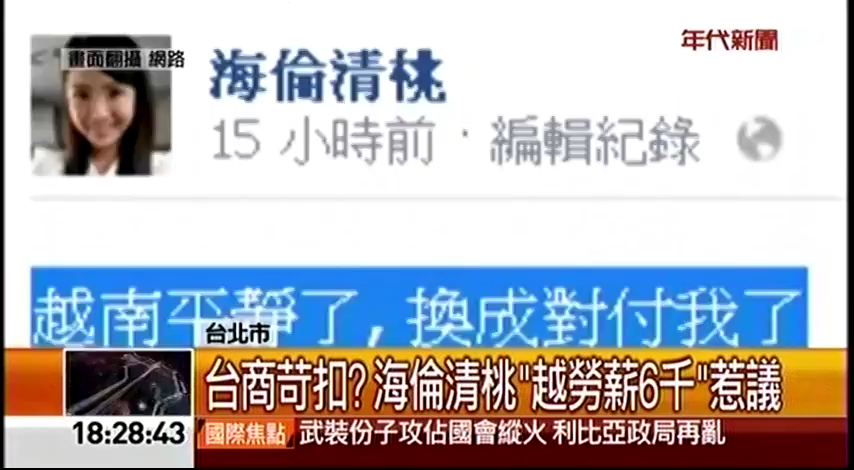 年代新聞
畫面翻攝 網路
海倫清桃
15 小時前 · 編輯紀錄
越南平靜了, 換成對付我了
台北市
台商苛扣? 海倫清桃"越勞薪6千"惹議
18:28:43 國際焦點 武裝份子攻佔國會縱火 利比亞政局再亂